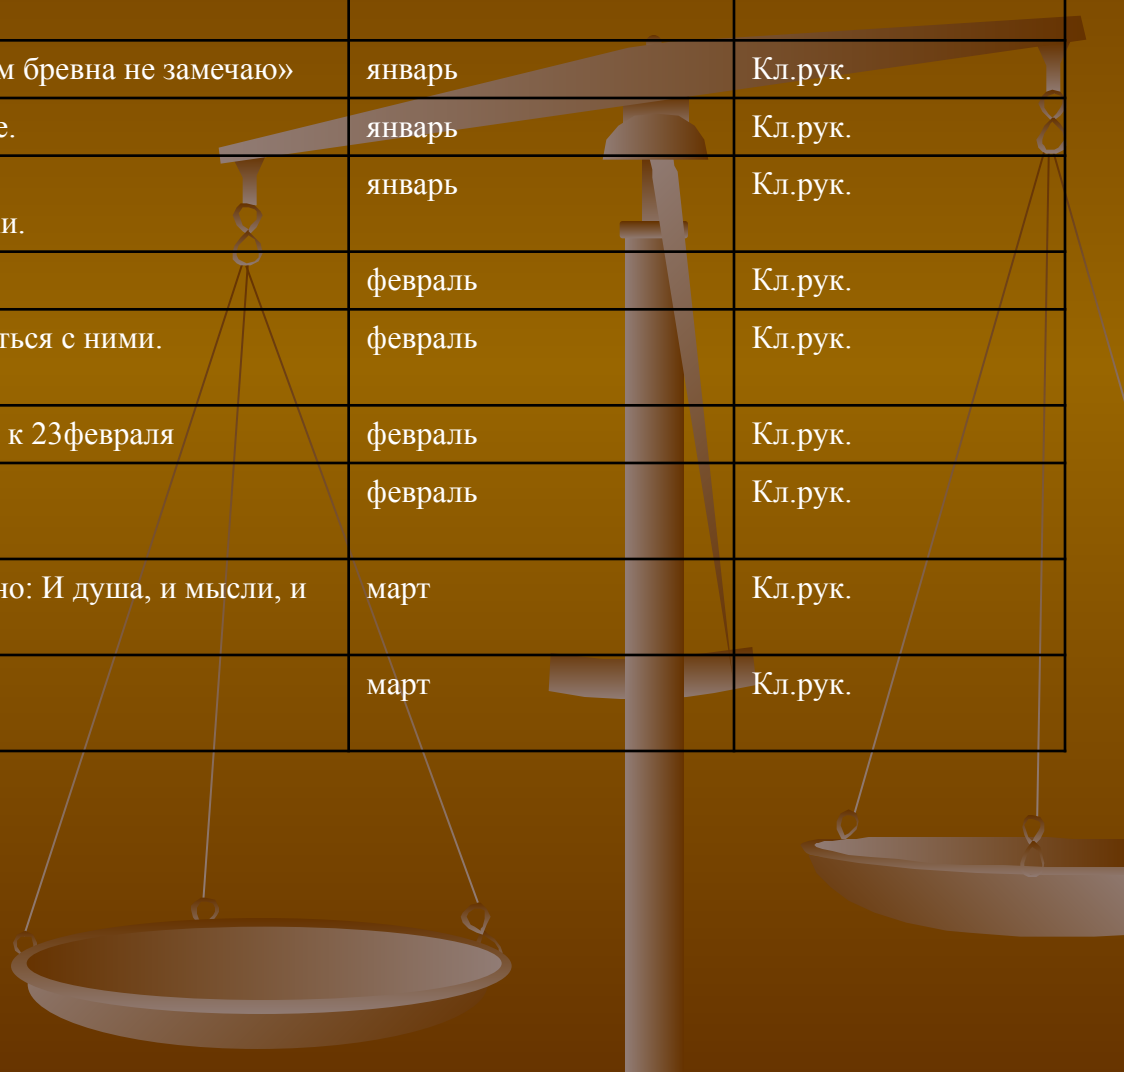 м бревна не замечаю» январь Кл.рук.
е. январь Кл.рук.
январь Кл.рук.
и.
февраль Кл.рук.
ться с ними. февраль Кл.рук.
к 23февраля февраль Кл.рук.
февраль Кл.рук.
но: И душа, и мысли, и март Кл.рук.
март Кл.рук.